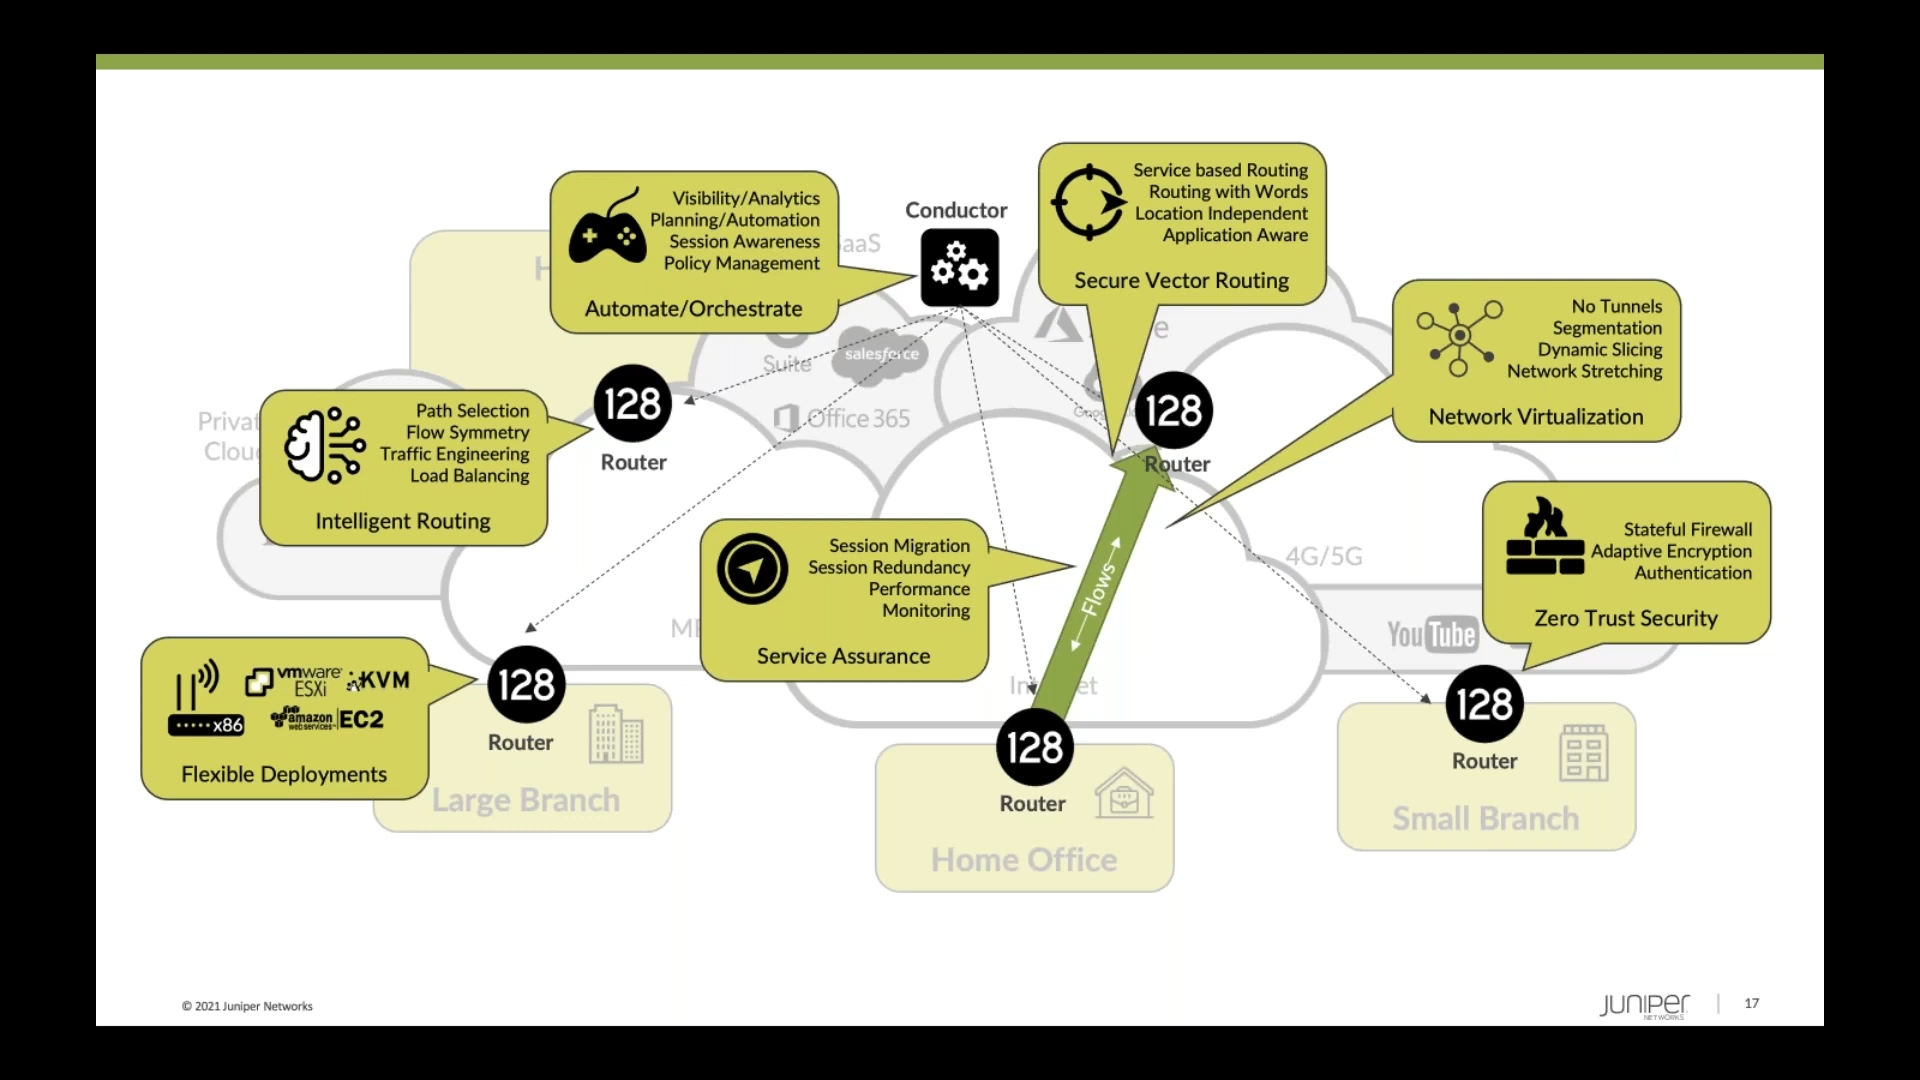 Service based Routing
Routing with Words
Location Independent
Application Aware
Secure Vector Routing
Visibility/Analytics
Planning/Automation
Session Awareness
Policy Management
Automate/Orchestrate
Conductor
No Tunnels
Segmentation
Dynamic Slicing
Network Stretching
Network Virtualization
Suite
salesforce
Office 365
128
Router
128
Router
Path Selection
Flow Symmetry
Traffic Engineering
Load Balancing
Intelligent Routing
Session Migration
Session Redundancy
Performance
Monitoring
Service Assurance
Flows
4G/5G
Stateful Firewall
Adaptive Encryption
Authentication
Zero Trust Security
YouTube
x86
vmware
ESXi
KVM
amazon
web services
EC2
Flexible Deployments
128
Router
Large Branch
128
Router
Home Office
128
Router
Small Branch
© 2021 Juniper Networks
JUNIPEr
NETWORKS
17